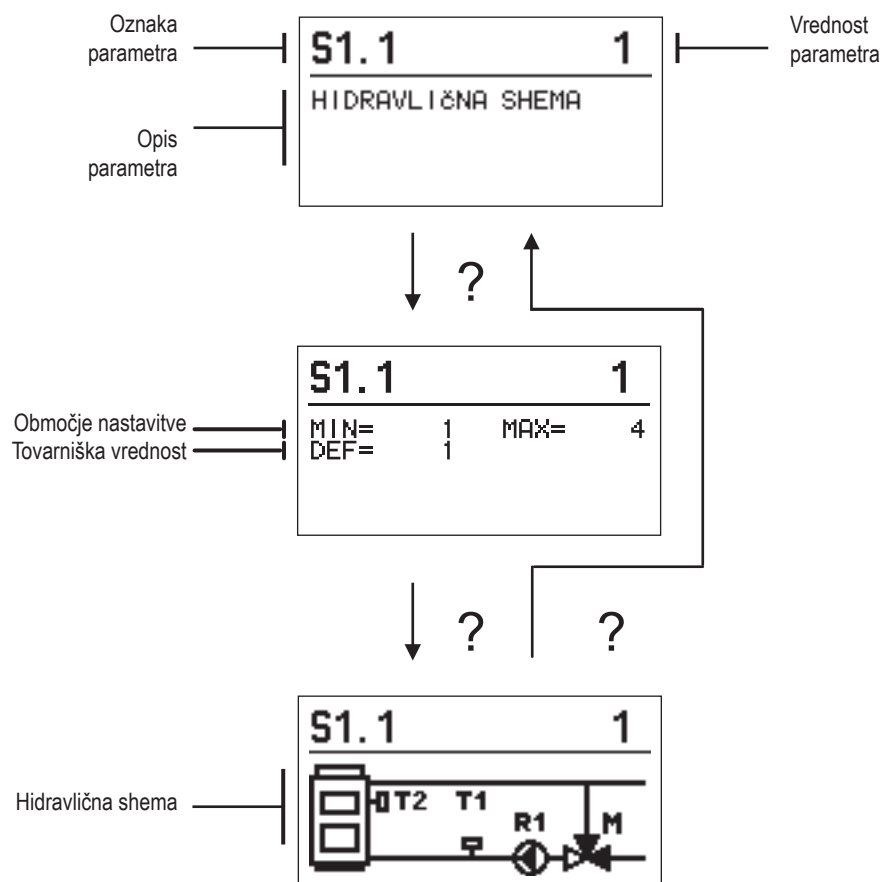 Oznaka
parametra
S1.1 1
Vrednost
parametra
HIDRAVLIčNA SHEMA
Opis
parametra
?
S1.1 1
Območje nastavitve
MIN= 1 MAX= 4
Tovarniška vrednost
DEF= 1
? ?
S1.1 1
Hidravlična shema
T2 T1
R1 M